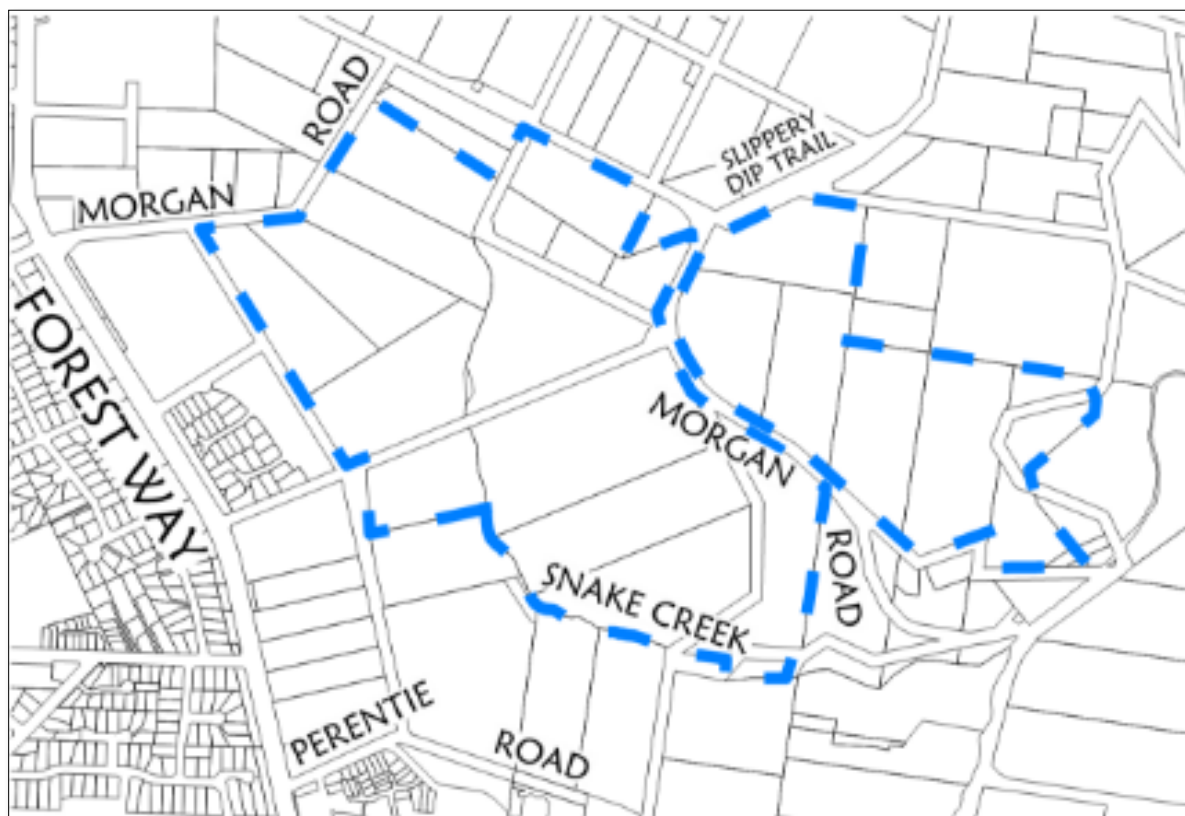 ROAD
MORGAN
SLIPPERY
DIP TRAIL
FOREST WAY
MORGAN
ROAD
SNAKE CREEK
PERENTIE
ROAD